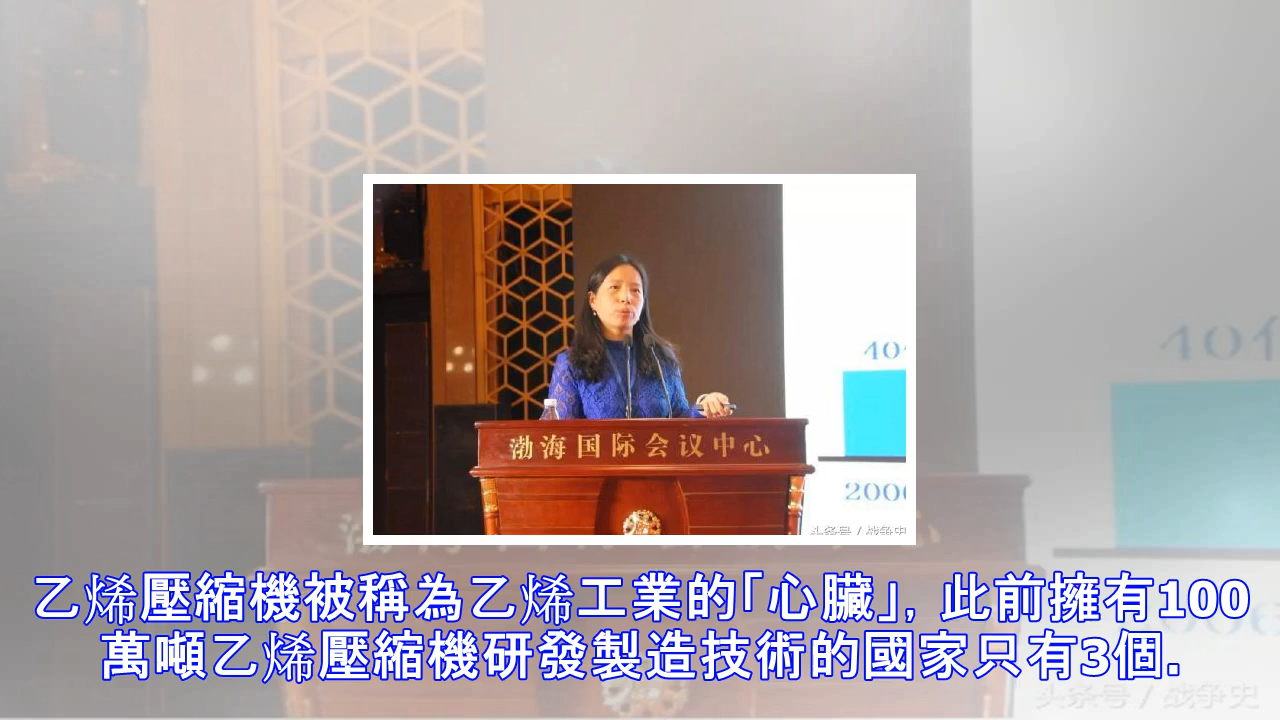 40
渤海国际会议中心
200
头条号 / 战争史
乙烯壓縮機被稱為乙烯工業的「心臟」, 此前擁有100
萬噸乙烯壓縮機研發製造技術的國家只有3個.
头条号 / 战争史